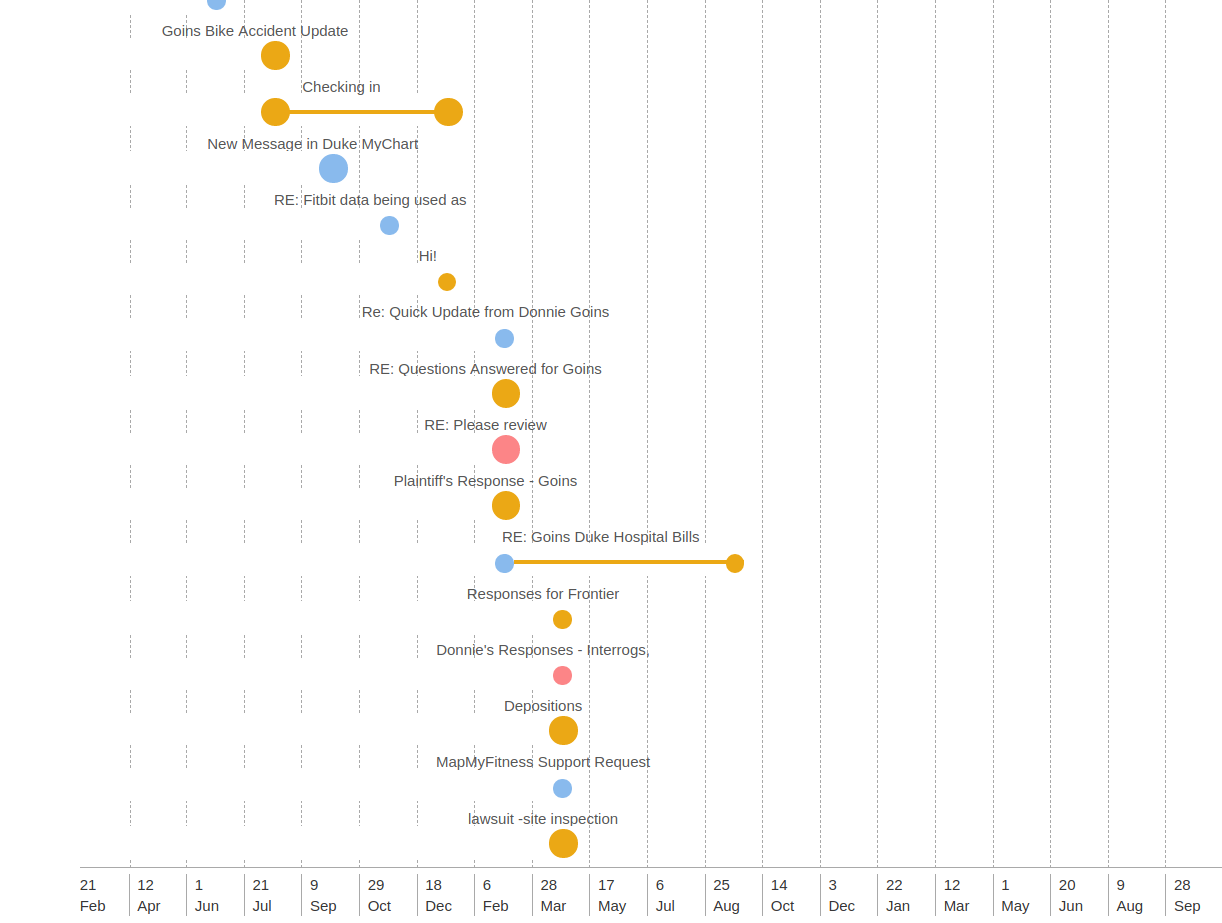 Goins Bike Accident Update
Checking in
New Message in Duke MyChart
RE: Fitbit data being used as
Hi!
Re: Quick Update from Donnie Goins
RE: Questions Answered for Goins
RE: Please review
Plaintiff's Response - Goins
RE: Goins Duke Hospital Bills
Responses for Frontier
Donnie's Responses - Interrogs,
Depositions
MapMyFitness Support Request
lawsuit -site inspection
21 12 1 21 9 29 18 6 28 17 6 25 14 3 22 12 1 20 9 28
Feb Apr Jun Jul Sep Oct Dec Feb Mar May Jul Aug Oct Dec Jan Mar May Jun Aug Sep